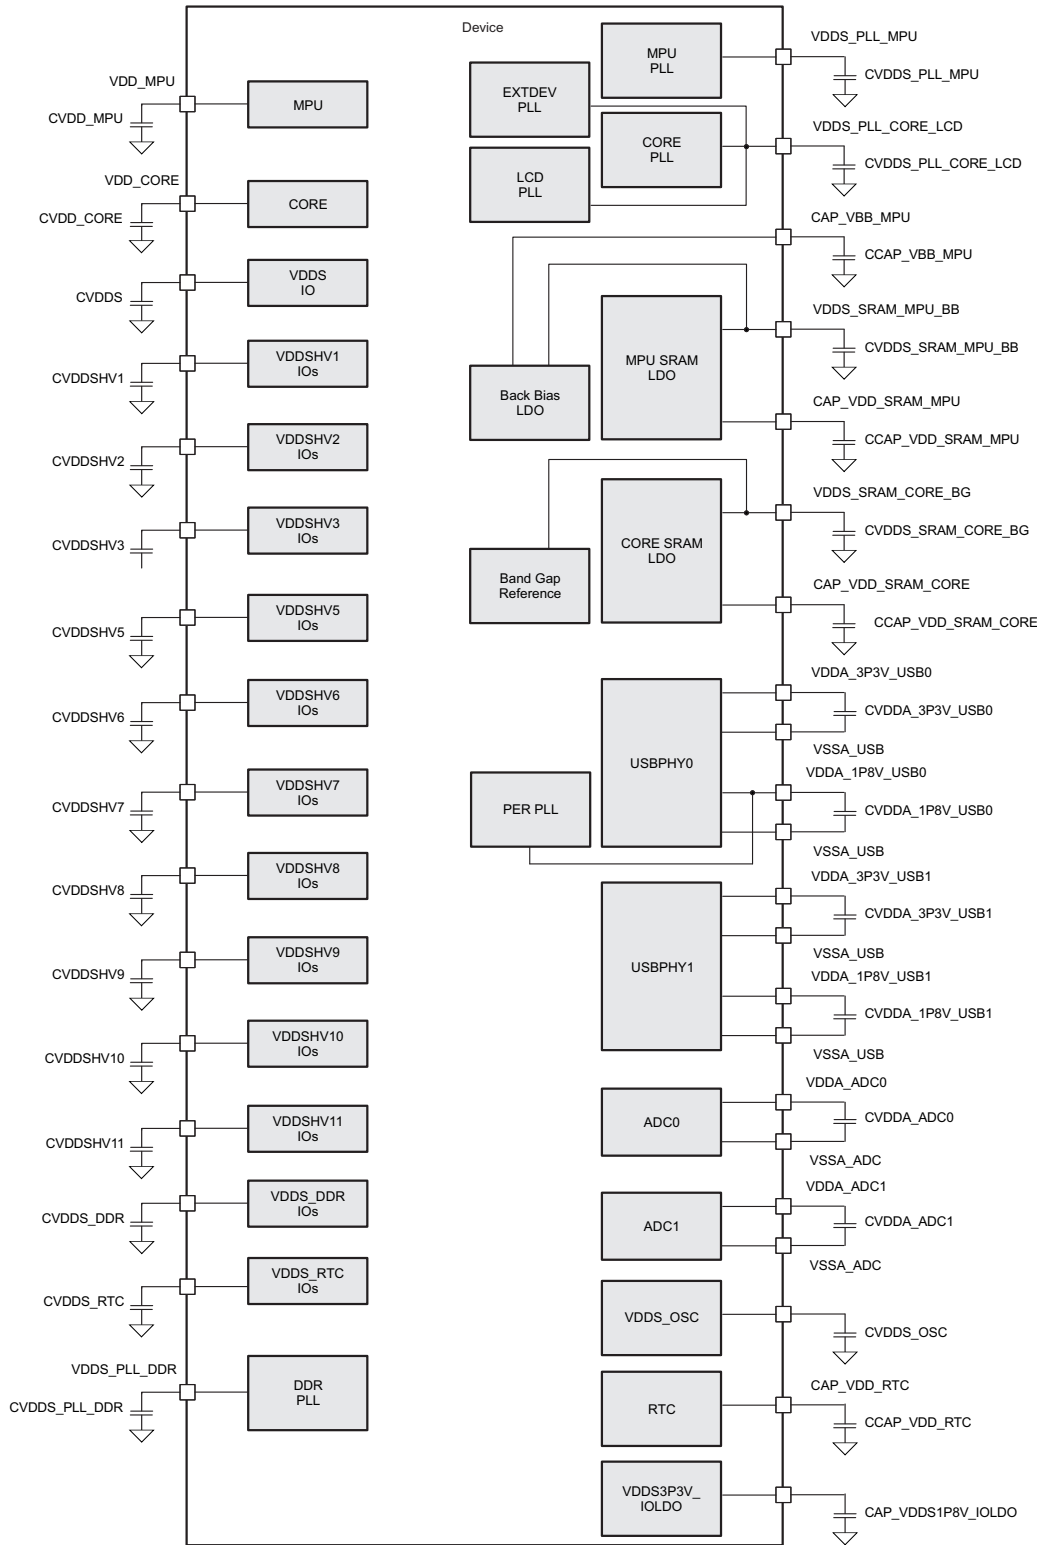 Device
VDD_MPU
CVDD_MPU
MPU
VDD_CORE
CVDD_CORE
CORE
CVDDS
VDDS
IO
CVDDSHV1
VDDSHV1
IOs
CVDDSHV2
VDDSHV2
IOs
CVDDSHV3
VDDSHV3
IOs
CVDDSHV5
VDDSHV5
IOs
CVDDSHV6
VDDSHV6
IOs
CVDDSHV7
VDDSHV7
IOs
CVDDSHV8
VDDSHV8
IOs
CVDDSHV9
VDDSHV9
IOs
CVDDSHV10
VDDSHV10
IOs
CVDDSHV11
VDDSHV11
IOs
CVDDS_DDR
VDDS_DDR
IOs
CVDDS_RTC
VDDS_RTC
IOs
VDDS_PLL_DDR
CVDDS_PLL_DDR
DDR
PLL
MPU
PLL
VDDS_PLL_MPU
CVDDS_PLL_MPU
EXTDEV
PLL
CORE
PLL
LCD
PLL
VDDS_PLL_CORE_LCD
CVDDS_PLL_CORE_LCD
CAP_VBB_MPU
CCAP_VBB_MPU
MPU SRAM
LDO
Back Bias
LDO
VDDS_SRAM_MPU_BB
CVDDS_SRAM_MPU_BB
CAP_VDD_SRAM_MPU
CCAP_VDD_SRAM_MPU
CORE SRAM
LDO
Band Gap
Reference
VDDS_SRAM_CORE_BG
CVDDS_SRAM_CORE_BG
CAP_VDD_SRAM_CORE
CCAP_VDD_SRAM_CORE
USBPHY0
PER PLL
VDDA_3P3V_USB0
CVDDA_3P3V_USB0
VSSA_USB
VDDA_1P8V_USB0
CVDDA_1P8V_USB0
VSSA_USB
USBPHY1
VDDA_3P3V_USB1
CVDDA_3P3V_USB1
VSSA_USB
VDDA_1P8V_USB1
CVDDA_1P8V_USB1
VSSA_USB
ADC0
VDDA_ADC0
CVDDA_ADC0
VSSA_ADC
ADC1
VDDA_ADC1
CVDDA_ADC1
VSSA_ADC
VDDS_OSC
CVDDS_OSC
RTC
CAP_VDD_RTC
CCAP_VDD_RTC
VDDS3P3V_
IOLDO
CAP_VDDS1P8V_IOLDO